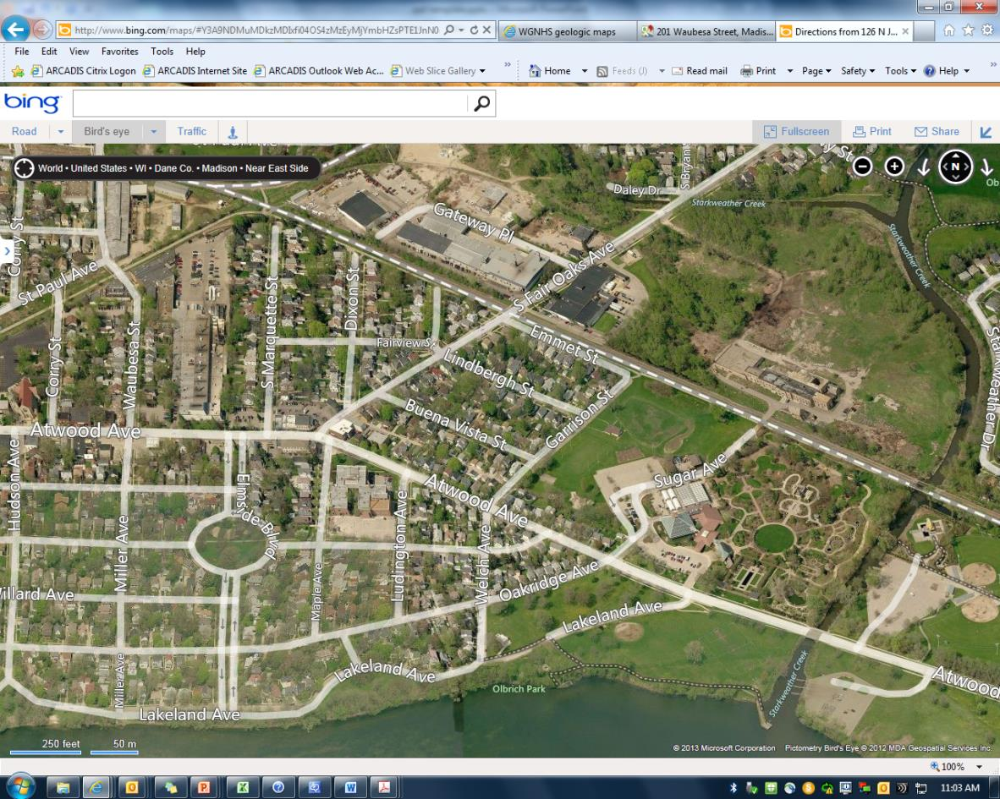 http://www.bing.com/maps/#Y3A9NDMuMDkzMDIxfi04OS4zMzEyMjYmbHZsPTE1JnN0
WGNHS geologic maps
201 Waubesa Street, Madis...
Directions from 126 N J...
File Edit View Favorites Tools Help
ARCADIS Citrix Logon ARCADIS Internet Site ARCADIS Outlook Web Ac... Web Slice Gallery
Home Feeds (J) Read mail Print Page Safety Tools Help
bing
Road Bird's eye Traffic Fullscreen Print Share
World • United States • WI • Dane Co. • Madison • Near East Side
N
Daley Dr
S Bryan
Starkweather Creek
Ob
Gateway Pl
Starkweather Creek
Corry St
St Paul Ave
S Fair Oaks Ave
Dixon St
S Marquette St
Emmet St
Fairview St
Lindbergh St
Corry St
Waubesa St
Garrison St
Buena Vista St
Starkweather Dr
Atwood Ave
Hudson Ave
Sugar Ave
Atwood Ave
Elmside Blvd
Miller Ave
Ludington Ave
Welch Ave
Maple Ave
Oakridge Ave
Willard Ave
Lakeland Ave
Lakeland Ave
Miller Ave
Atwood
Starkweather Creek
Olbrich Park
Lakeland Ave
250 feet 50 m
© 2013 Microsoft Corporation Pictometry Bird's Eye © 2012 MDA Geospatial Services Inc.
100%
11:03 AM